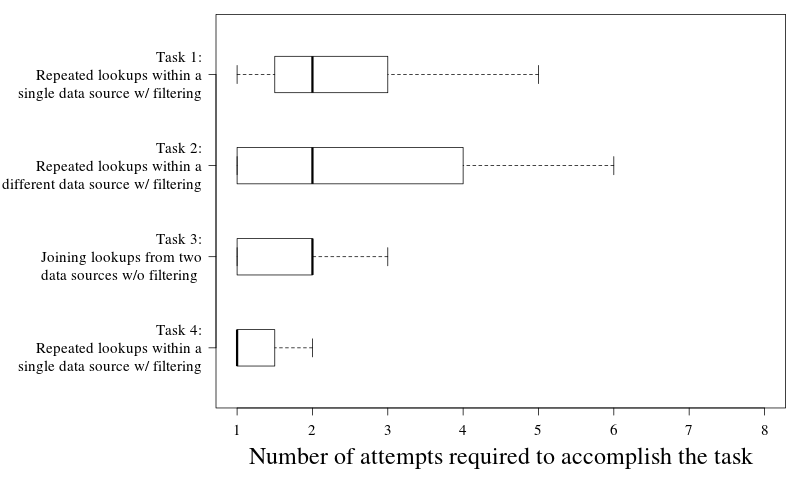 Task 1:
Repeated lookups within a
single data source w/ filtering
Task 2:
Repeated lookups within a
different data source w/ filtering
Task 3:
Joining lookups from two
data sources w/o filtering
Task 4:
Repeated lookups within a
single data source w/ filtering
1 2 3 4 5 6 7 8
Number of attempts required to accomplish the task